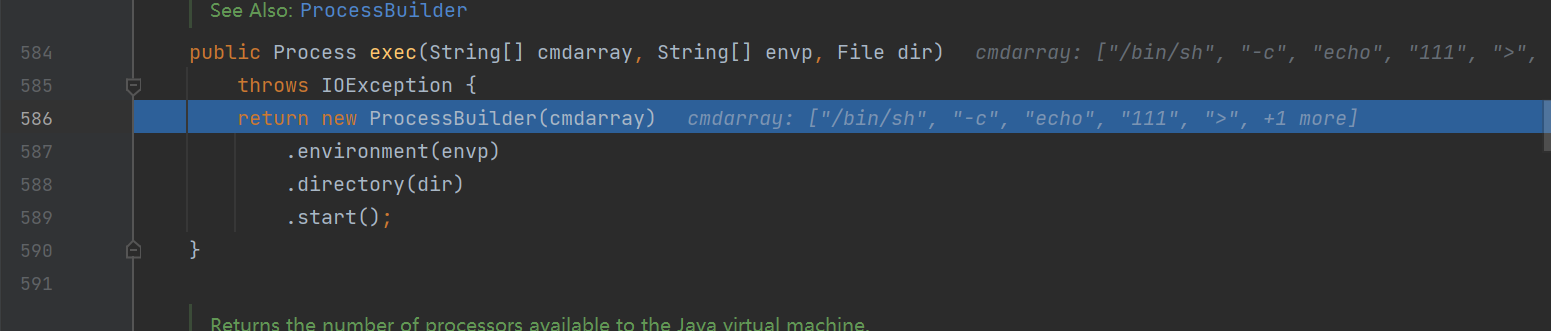 See Also: ProcessBuilder
584 public Process exec(String[] cmdarray, String[] envp, File dir) cmdarray: ["/bin/sh", "-c", "echo", "111", ">",
585 throws IOException {
586 return new ProcessBuilder(cmdarray) cmdarray: ["/bin/sh", "-c", "echo", "111", ">", +1 more]
587 .environment(envp)
588 .directory(dir)
589 .start();
590 }
591
Returns the number of processors available to the Java virtual machine.